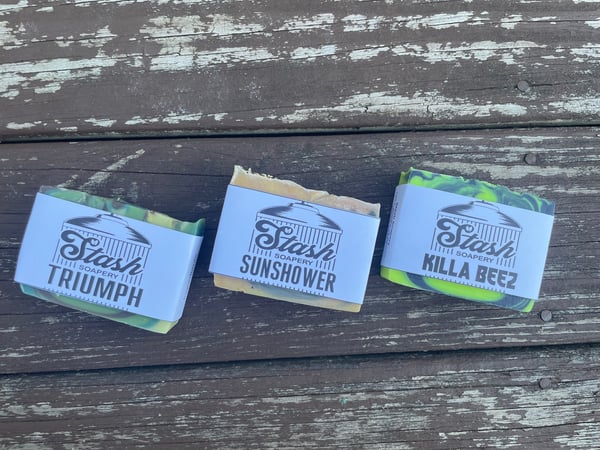 Stash
SOAPERY
TRIUMPH
Stash
SOAPERY
SUNSHOWER
Stash
SOAPERY
KILLA BEEZ